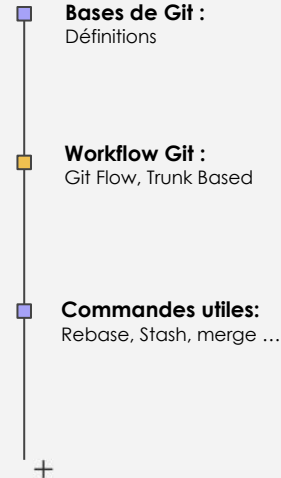 Bases de Git :
Définitions
Workflow Git :
Git Flow, Trunk Based
Commandes utiles:
Rebase, Stash, merge …